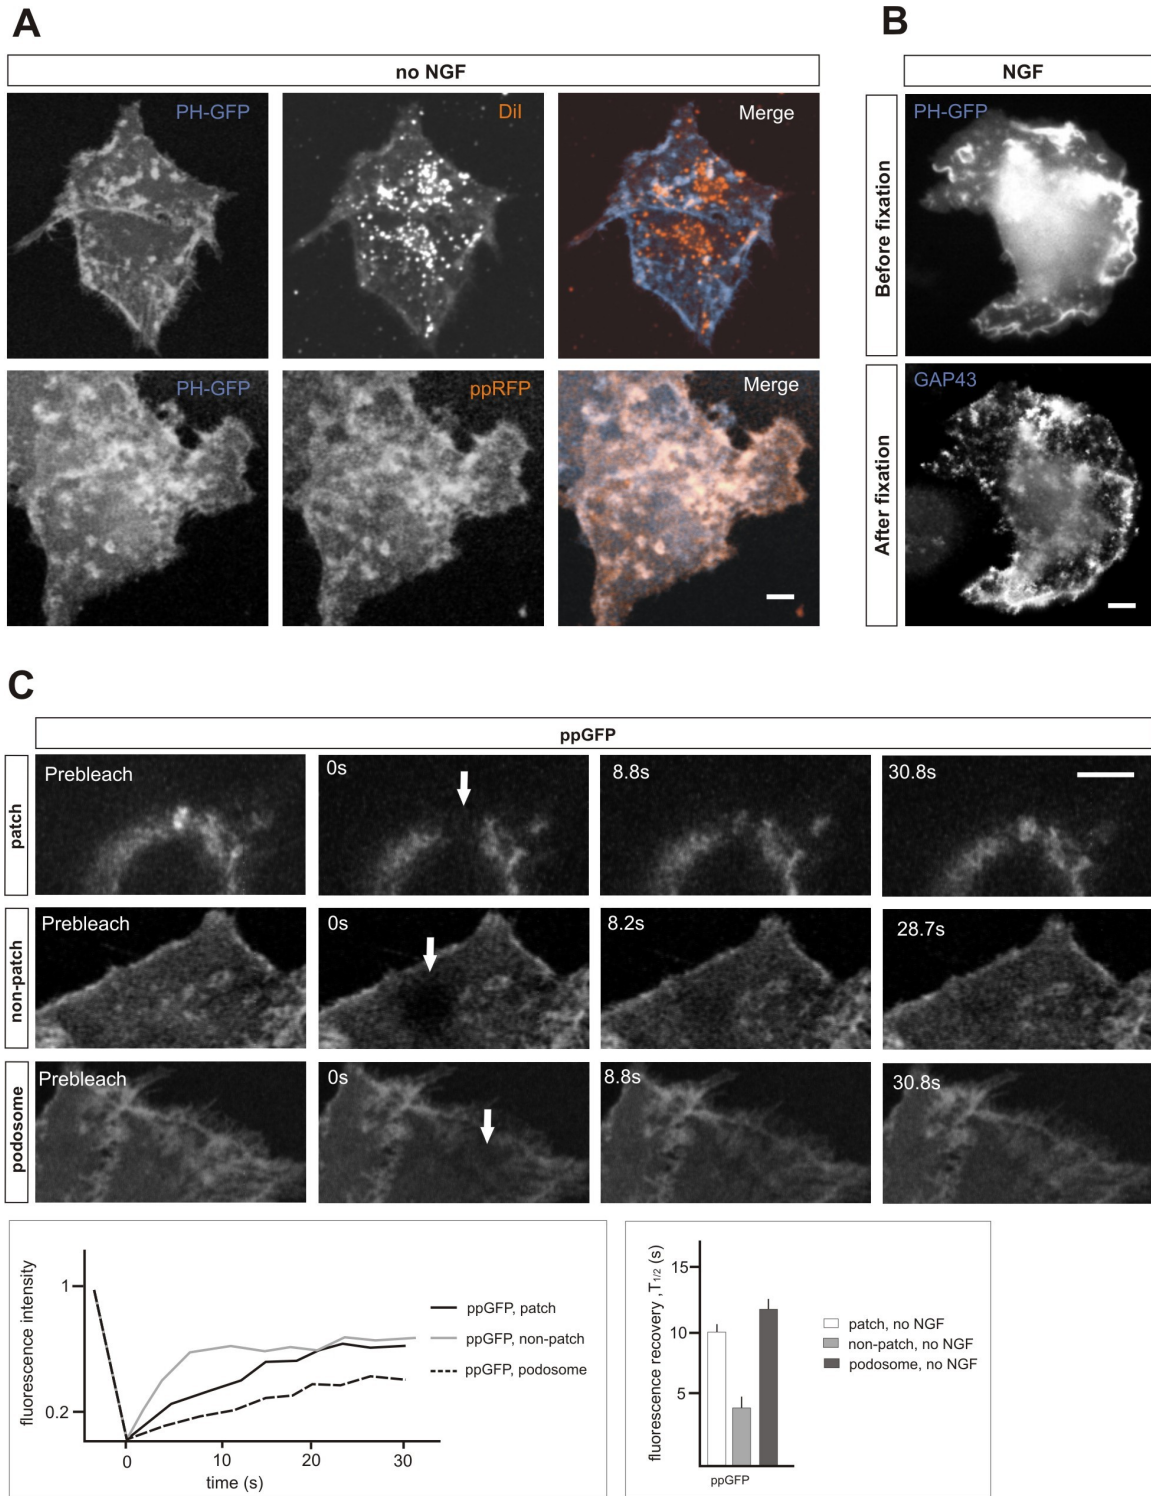 A
no NGF
PH-GFP
DiI
Merge
PH-GFP
ppRFP
Merge
B
NGF
Before fixation
PH-GFP
After fixation
GAP43
C
ppGFP
patch
Prebleach
0s
8.8s
30.8s
non-patch
Prebleach
0s
8.2s
28.7s
podosome
Prebleach
0s
8.8s
30.8s
fluorescence intensity
1
0.2
0
10
20
30
time (s)
ppGFP, patch
ppGFP, non-patch
ppGFP, podosome
fluorescence recovery ,T1/2 (s)
15
10
5
ppGFP
patch, no NGF
non-patch, no NGF
podosome, no NGF